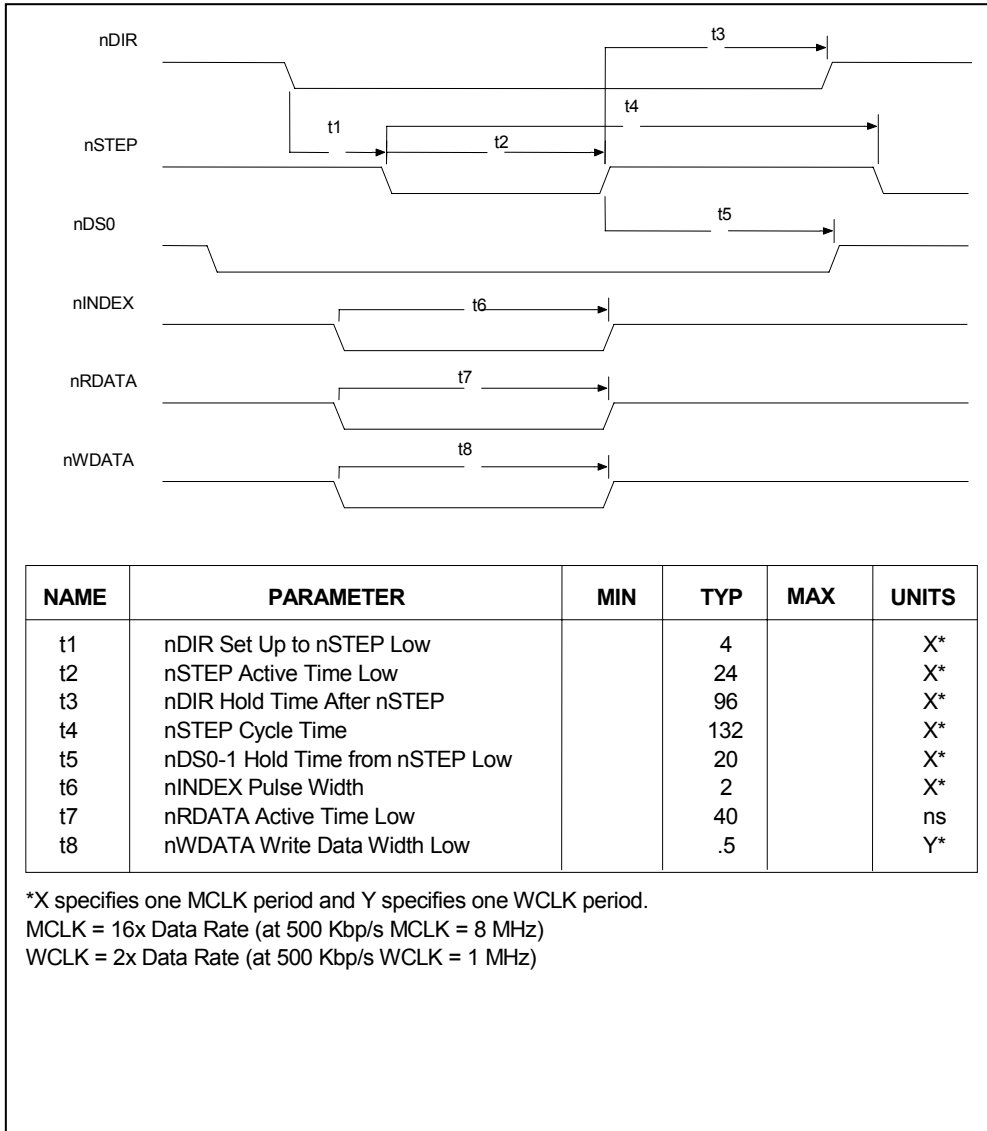 nDIR
t3
t4
t1
nSTEP
t2
nDS0
t5
nINDEX
t6
nRDATA
t7
nWDATA
t8
NAME PARAMETER MIN TYP MAX UNITS
t1 nDIR Set Up to nSTEP Low 4 X*
t2 nSTEP Active Time Low 24 X*
t3 nDIR Hold Time After nSTEP 96 X*
t4 nSTEP Cycle Time 132 X*
t5 nDS0-1 Hold Time from nSTEP Low 20 X*
t6 nINDEX Pulse Width 2 X*
t7 nRDATA Active Time Low 40 ns
t8 nWDATA Write Data Width Low .5 Y*
*X specifies one MCLK period and Y specifies one WCLK period.
MCLK = 16x Data Rate (at 500 Kbp/s MCLK = 8 MHz)
WCLK = 2x Data Rate (at 500 Kbp/s WCLK = 1 MHz)